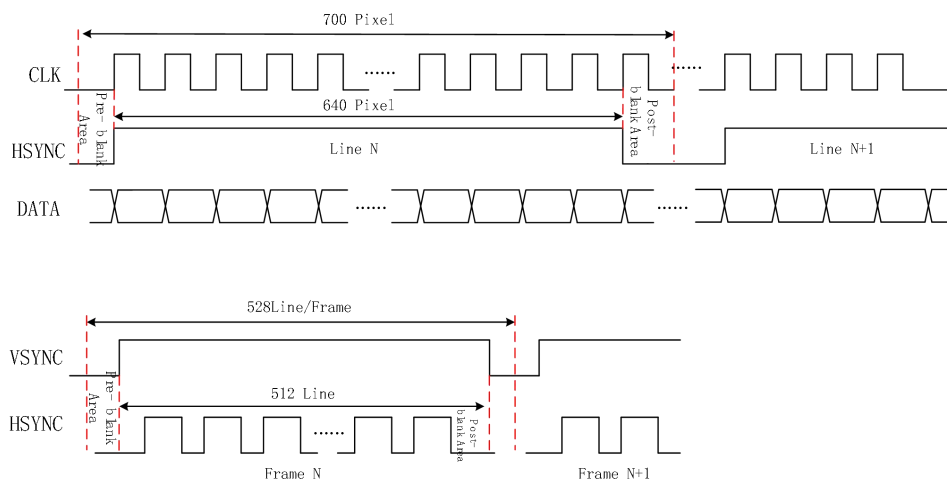 700 Pixel
CLK
......
......
Pre- blank
Area
640 Pixel
Post-
blank Area
HSYNC
Line N
Line N+1
DATA
......
......
528Line/Frame
VSYNC
Pre- blank
Area
512 Line
Post-
blank Area
HSYNC
......
Frame N
Frame N+1